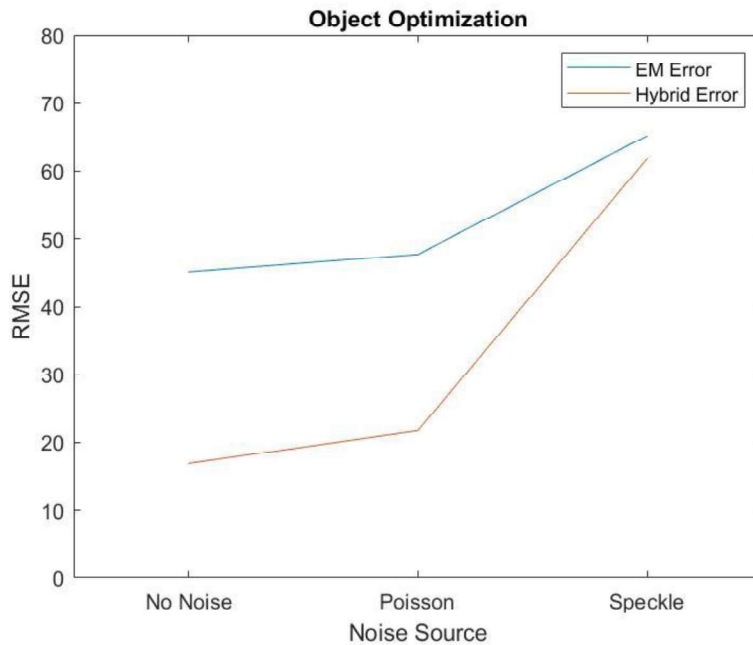 Object Optimization
80
70
60
50
40
30
20
10
0
RMSE
EM Error
Hybrid Error
No Noise
Poisson
Speckle
Noise Source